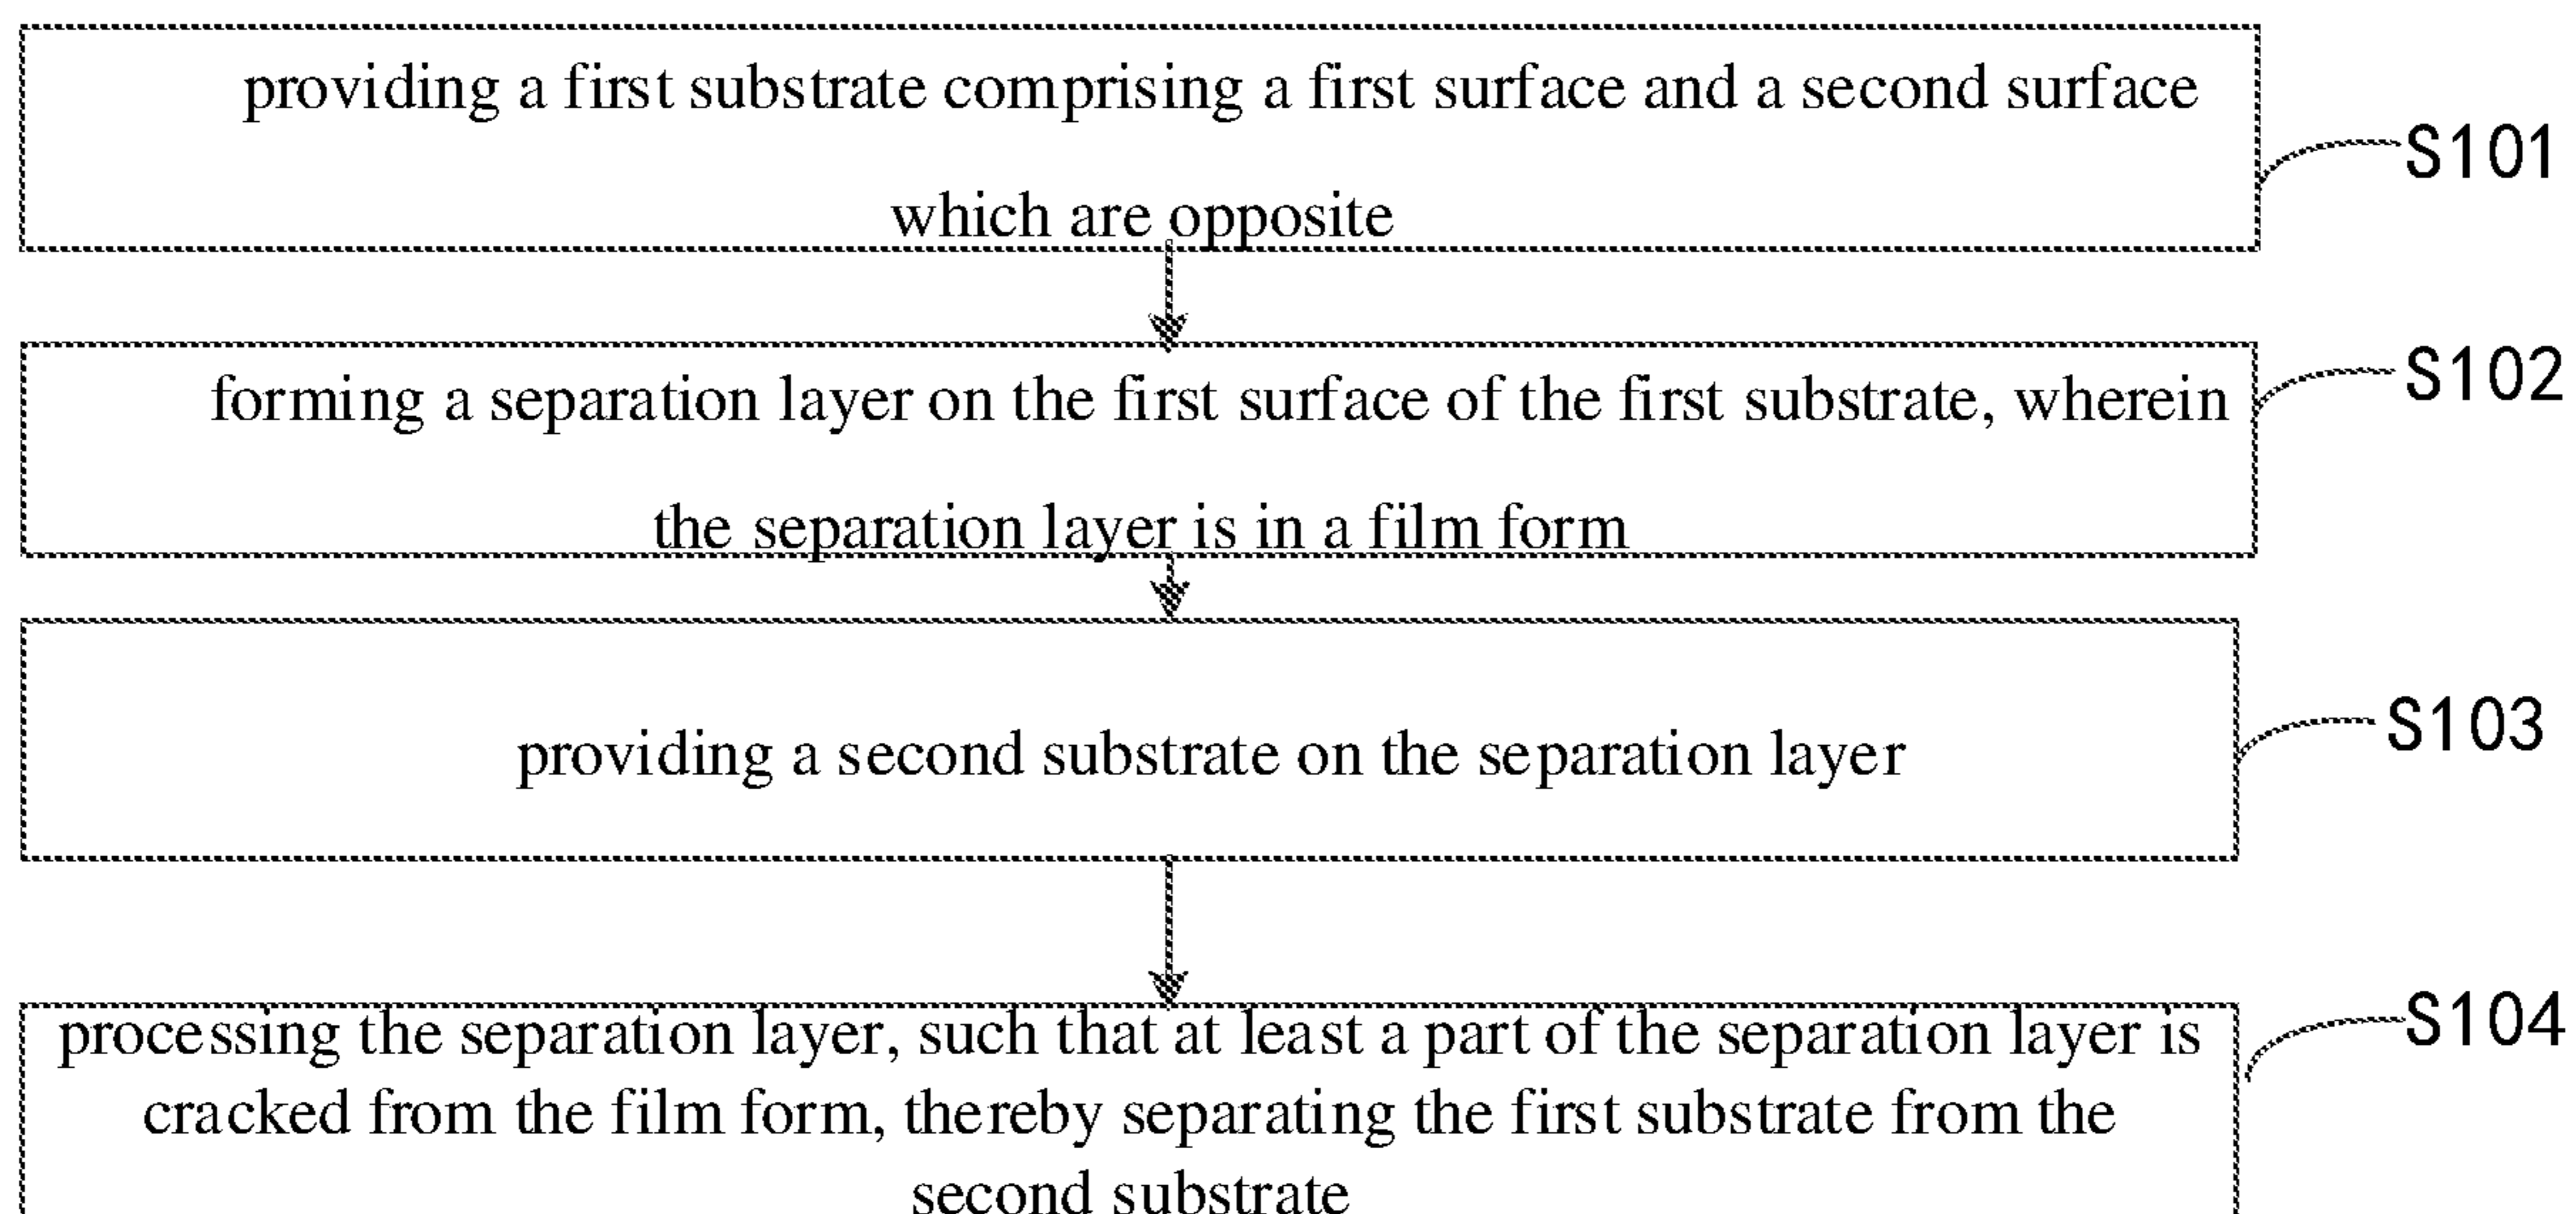 providing a first substrate comprising a first surface and a second surface
which are opposite
S101
forming a separation layer on the first surface of the first substrate, wherein
the separation layer is in a film form
S102
providing a second substrate on the separation layer
S103
processing the separation layer, such that at least a part of the separation layer is
cracked from the film form, thereby separating the first substrate from the
second substrate
S104